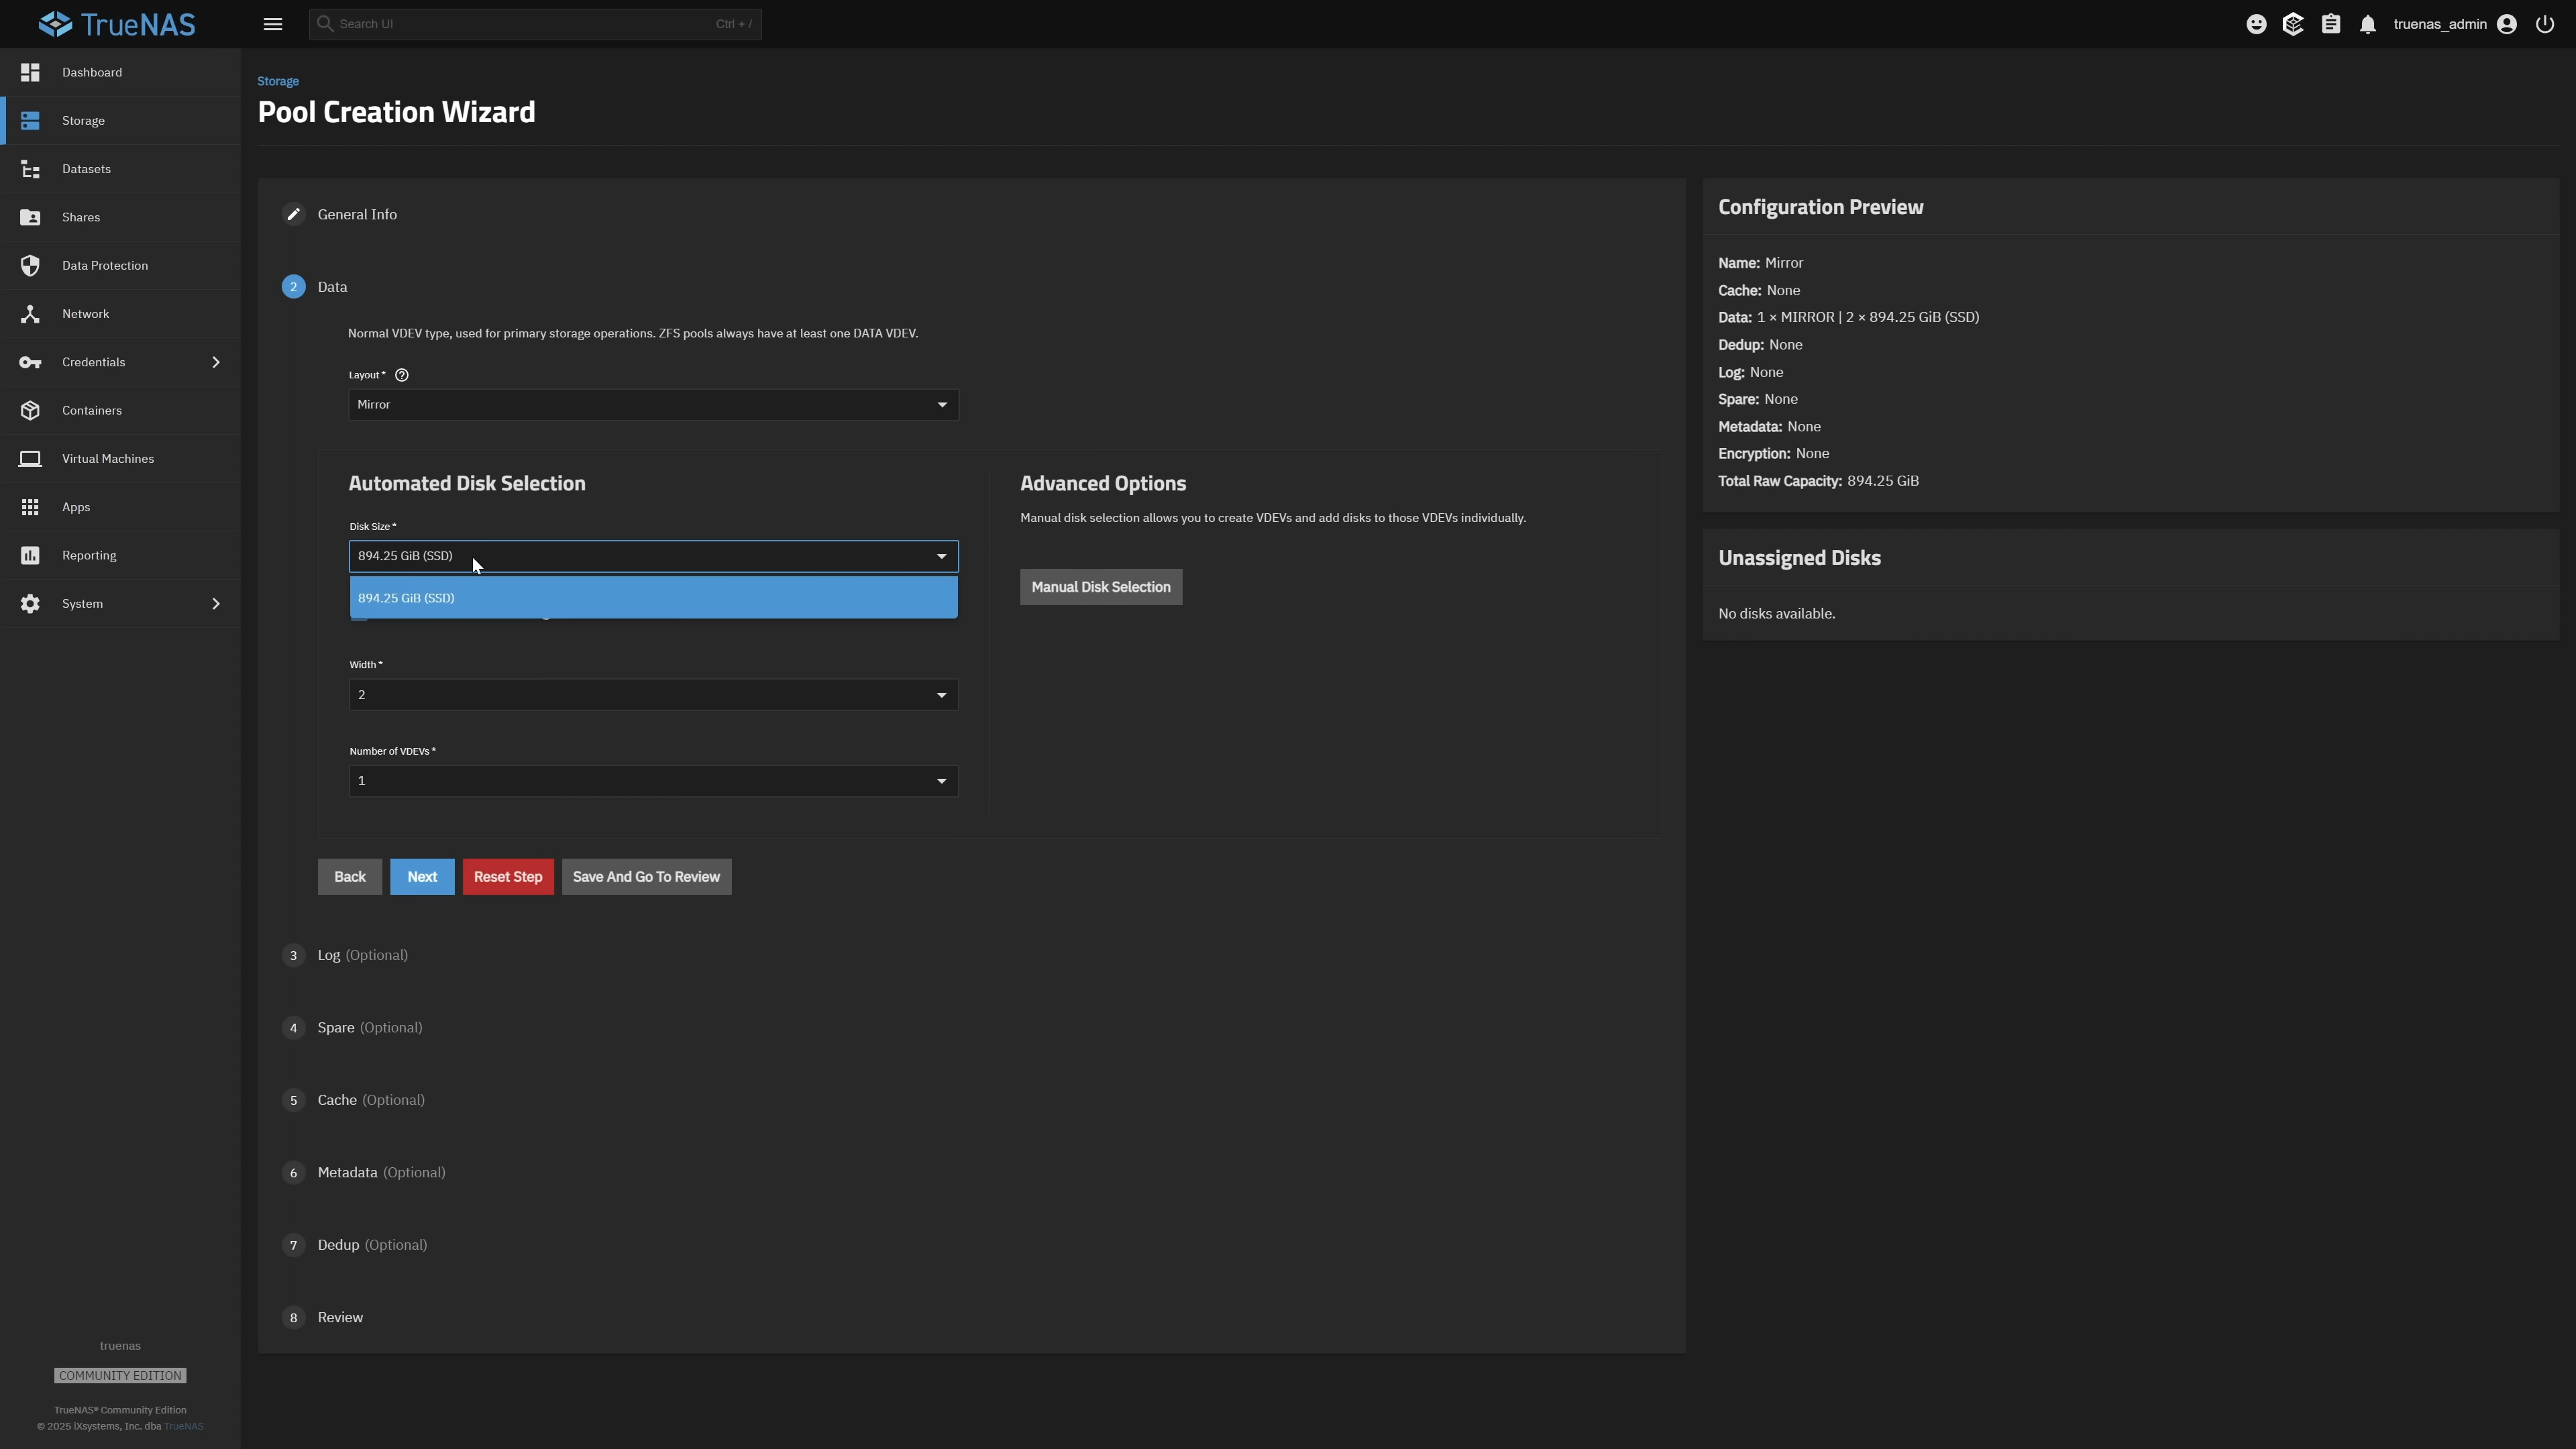 TrueNAS
Search UI
Ctrl + /
truenas_admin
Dashboard
Storage
Datasets
Shares
Data Protection
Network
Credentials
Containers
Virtual Machines
Apps
Reporting
System
truenas
COMMUNITY EDITION
TrueNAS® Community Edition
© 2025 iXsystems, Inc. dba TrueNAS
Storage
Pool Creation Wizard
General Info
2 Data
Normal VDEV type, used for primary storage operations. ZFS pools always have at least one DATA VDEV.
Layout *
Mirror
Automated Disk Selection
Disk Size *
894.25 GiB (SSD)
894.25 GiB (SSD)
Width *
2
Number of VDEVs *
1
Advanced Options
Manual disk selection allows you to create VDEVs and add disks to those VDEVs individually.
Manual Disk Selection
Back
Next
Reset Step
Save And Go To Review
3 Log (Optional)
4 Spare (Optional)
5 Cache (Optional)
6 Metadata (Optional)
7 Dedup (Optional)
8 Review
Configuration Preview
Name: Mirror
Cache: None
Data: 1 × MIRROR | 2 × 894.25 GiB (SSD)
Dedup: None
Log: None
Spare: None
Metadata: None
Encryption: None
Total Raw Capacity: 894.25 GiB
Unassigned Disks
No disks available.